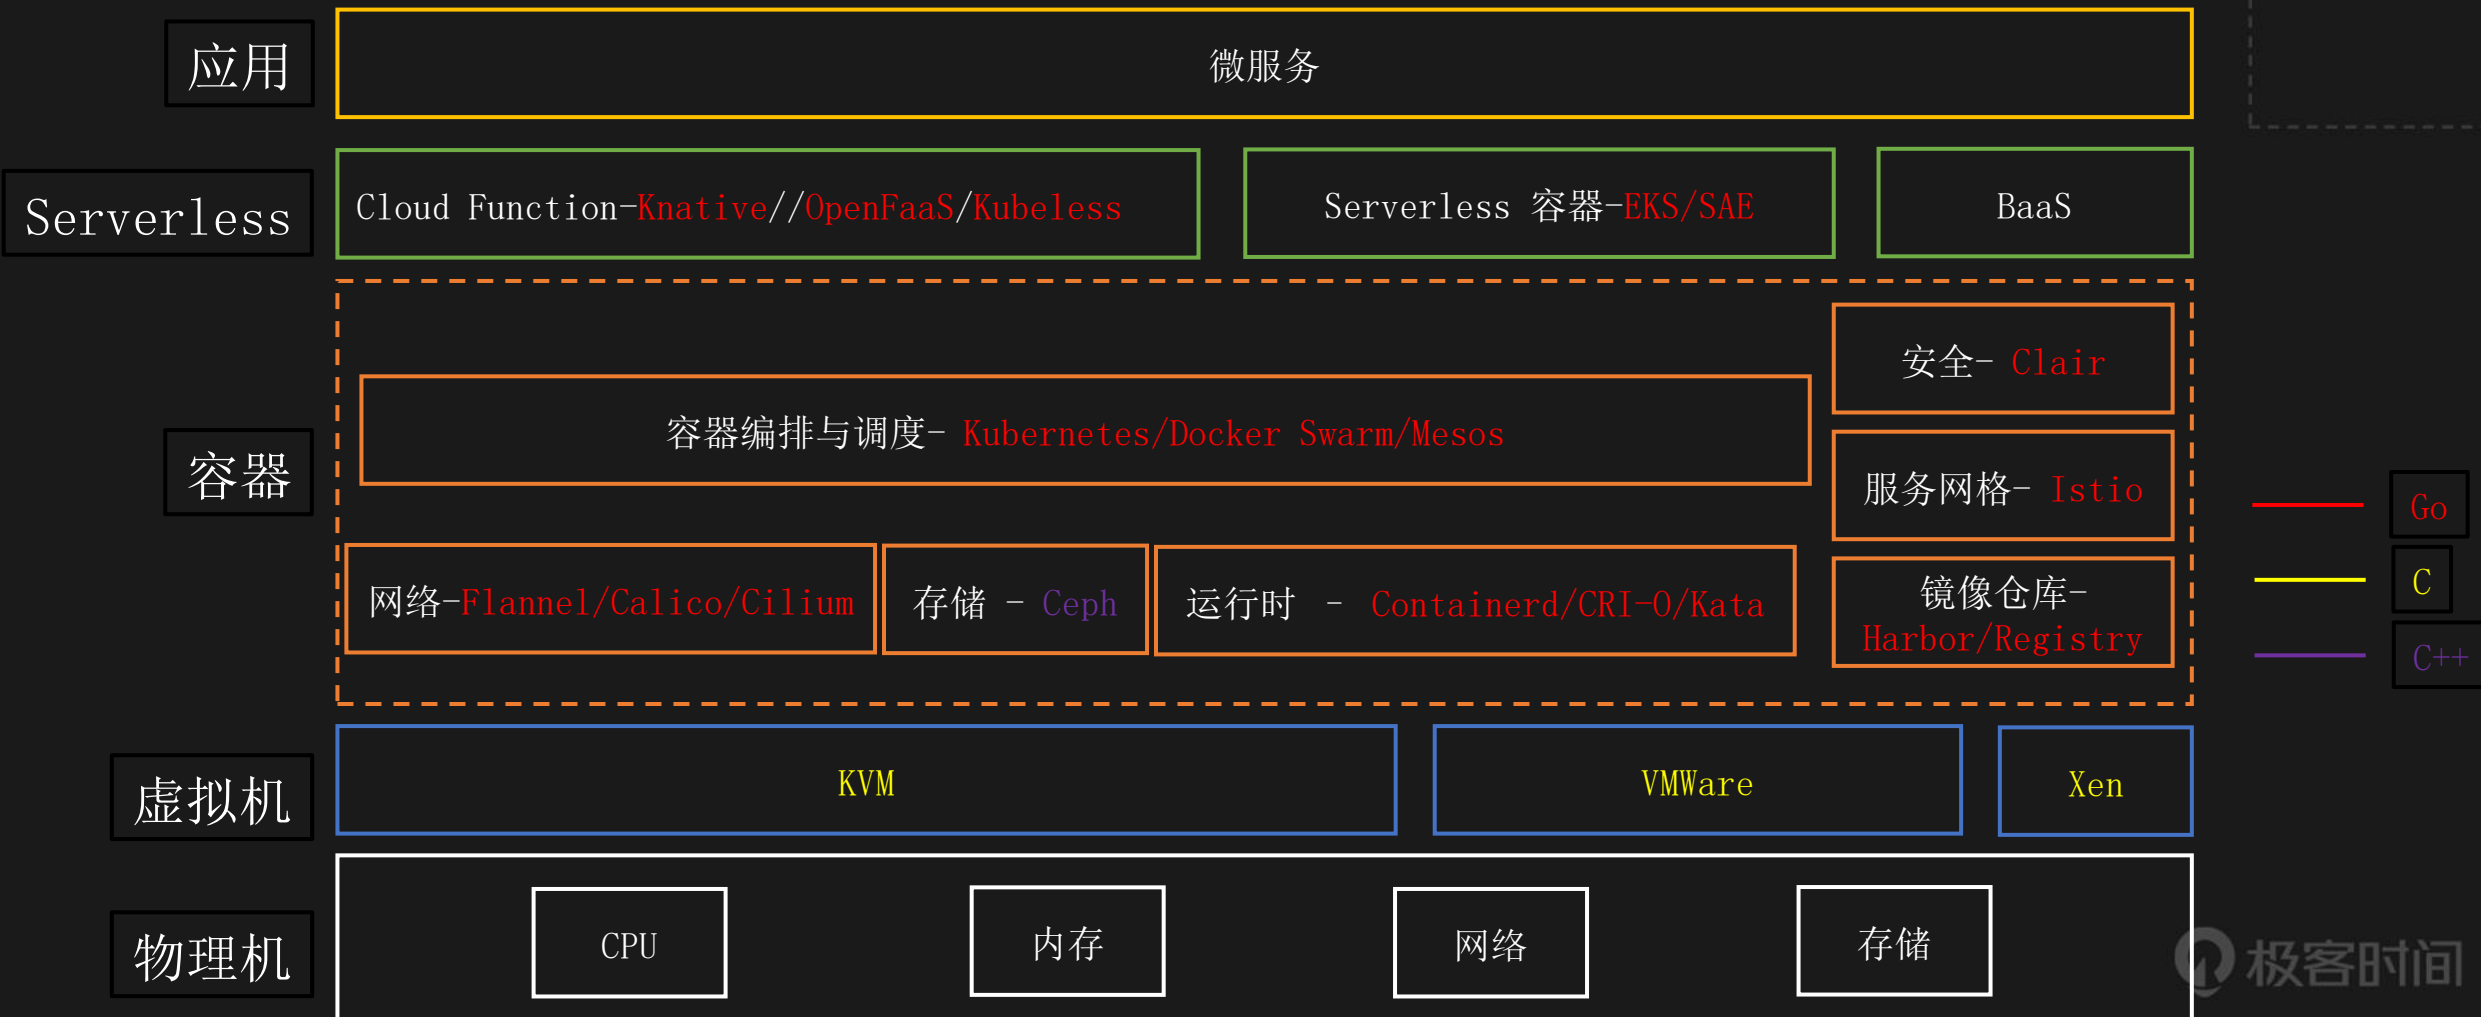 应用
微服务
Serverless
Cloud Function-Knative//OpenFaaS/Kubeless
Serverless 容器-EKS/SAE
BaaS
容器
容器编排与调度- Kubernetes/Docker Swarm/Mesos
安全- Clair
服务网格- Istio
网络-Flannel/Calico/Cilium
存储 - Ceph
运行时 - Containerd/CRI-O/Kata
镜像仓库-
Harbor/Registry
Go
C
C++
虚拟机
KVM
VMWare
Xen
物理机
CPU
内存
网络
存储
极客时间